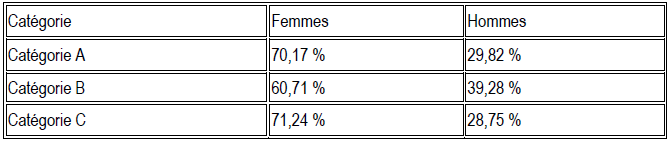 Catégorie Femmes Hommes
Catégorie A 70,17 % 29,82 %
Catégorie B 60,71 % 39,28 %
Catégorie C 71,24 % 28,75 %